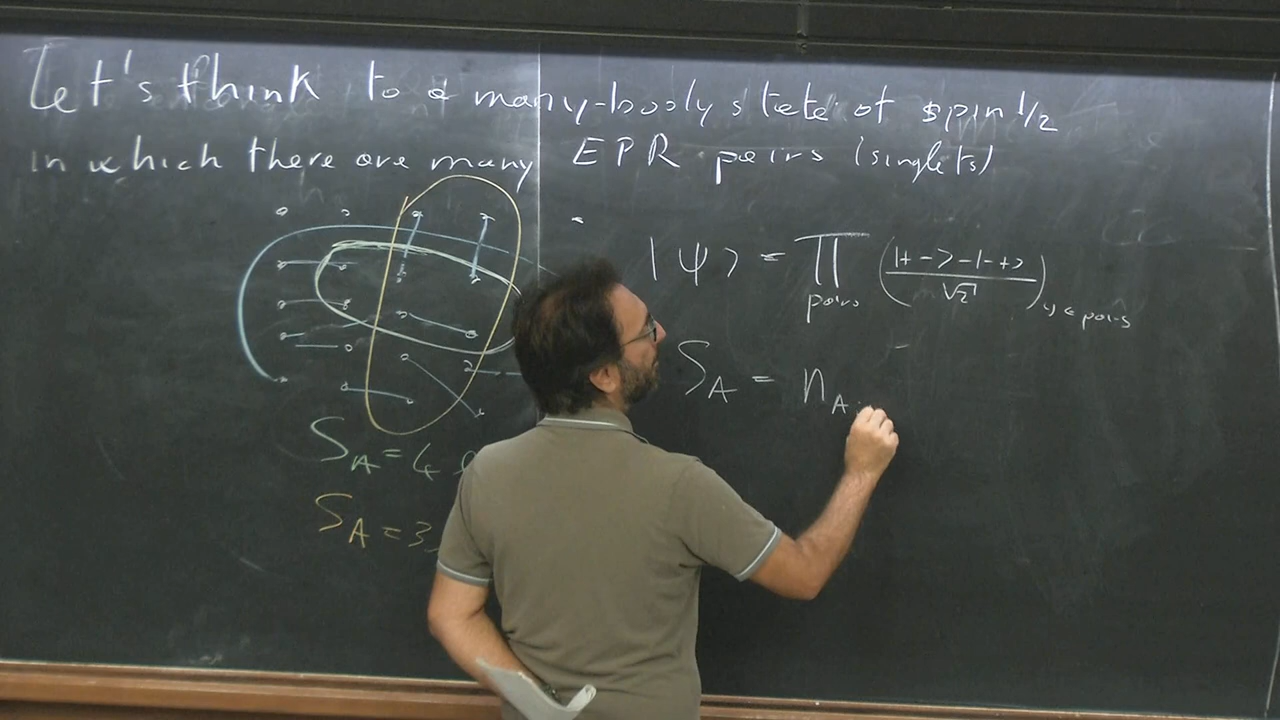 Let's think to a many-body state of spin 1/2
in which there are many EPR pairs (singlets)
|ψ> = ∏ pairs ( |+-> - |-+> / √2 ) ij ∈ pairs
S_A = n_A
S_A = 4
S_A = 3